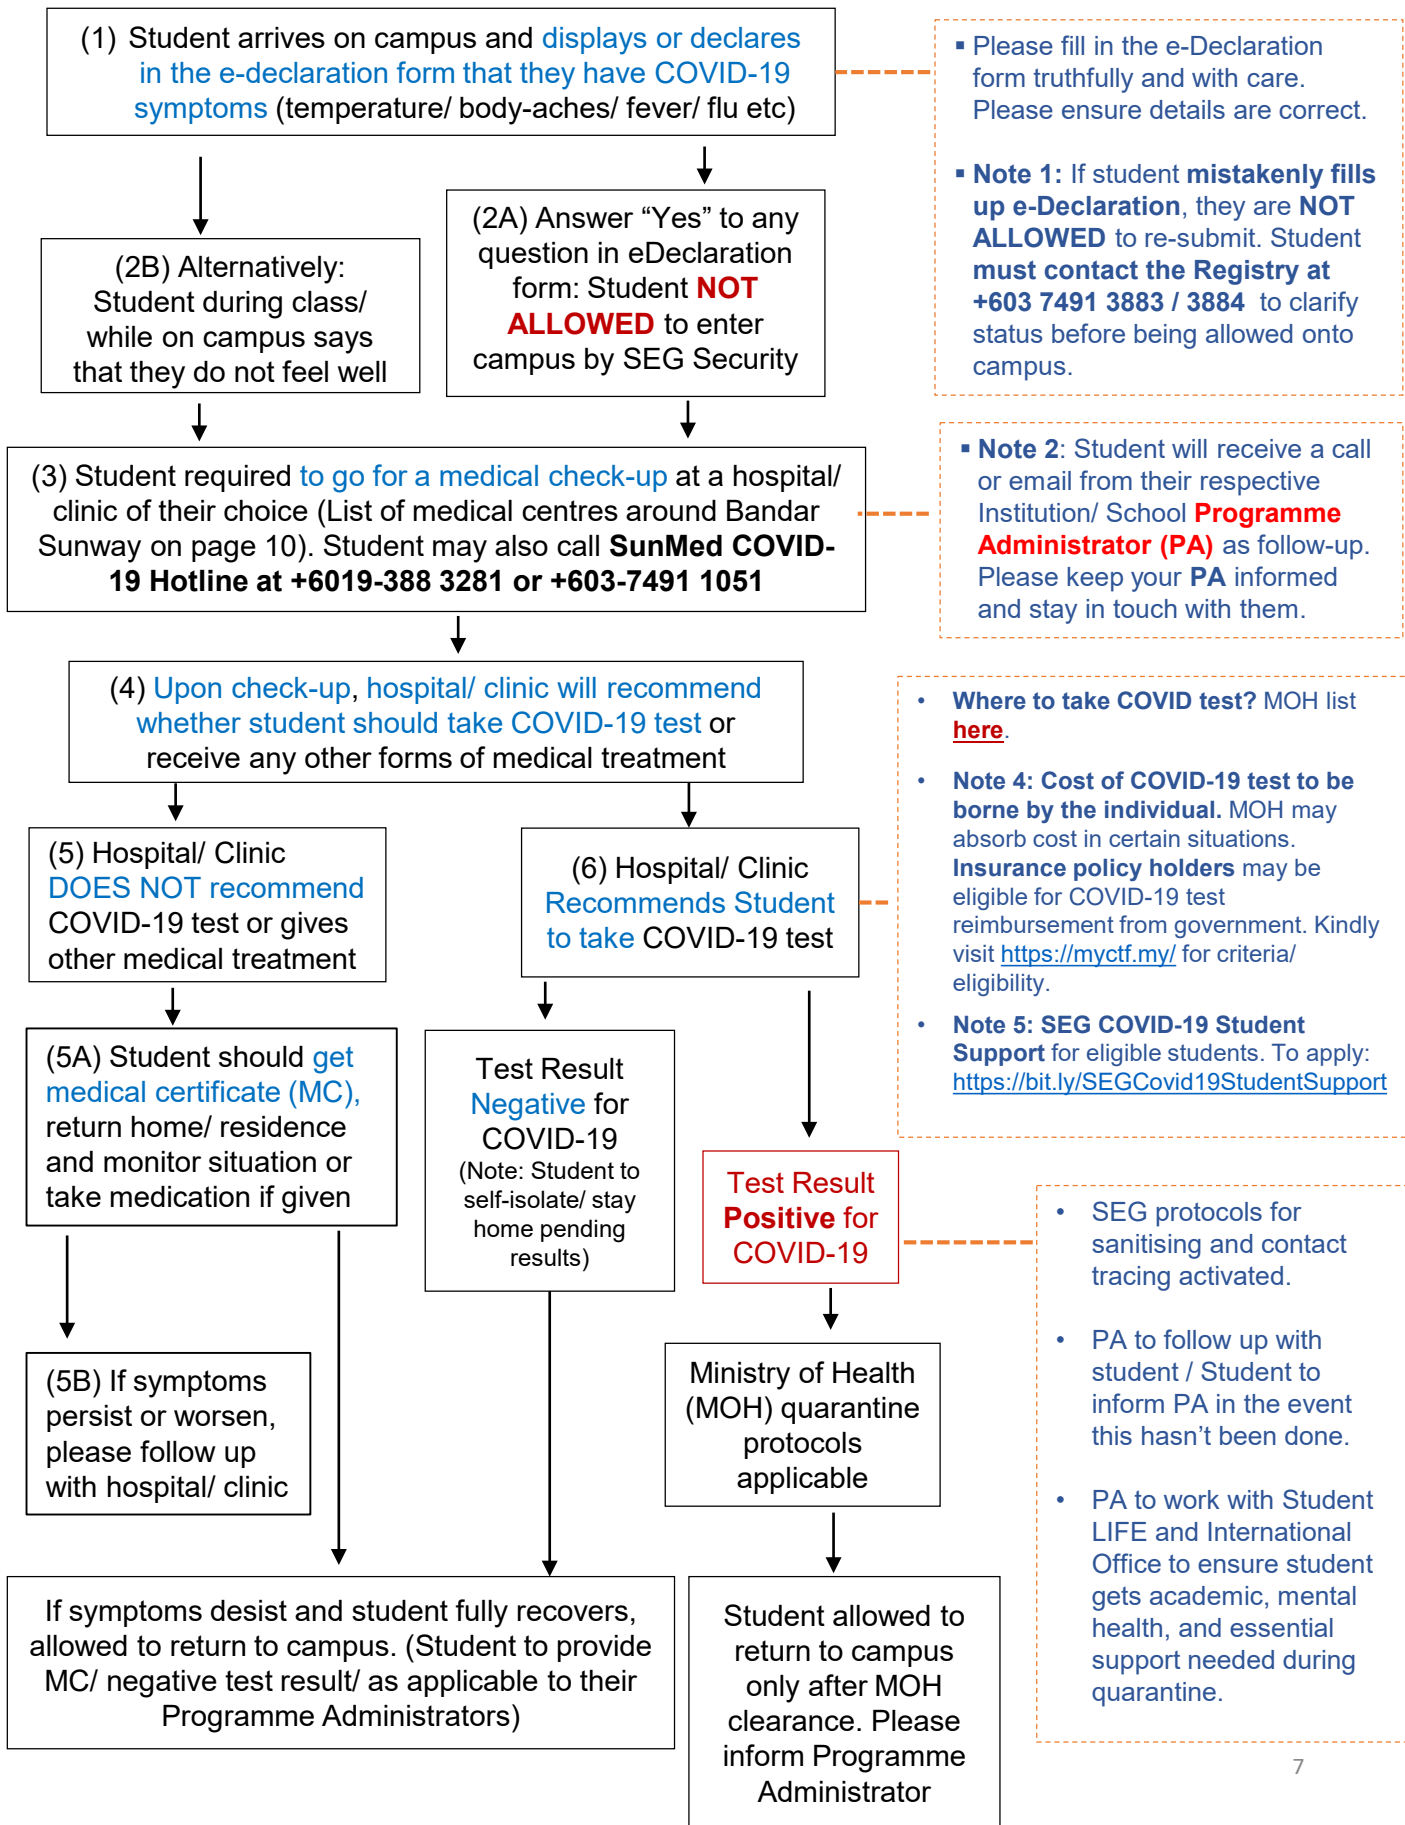 (1) Student arrives on campus and displays or declares
in the e-declaration form that they have COVID-19
symptoms (temperature/ body-aches/ fever/ flu etc)
▪ Please fill in the e-Declaration
form truthfully and with care.
Please ensure details are correct.
▪ Note 1: If student mistakenly fills
up e-Declaration, they are NOT
ALLOWED to re-submit. Student
must contact the Registry at
+603 7491 3883 / 3884 to clarify
status before being allowed onto
campus.
(2A) Answer “Yes” to any
question in eDeclaration
form: Student NOT
ALLOWED to enter
campus by SEG Security
(2B) Alternatively:
Student during class/
while on campus says
that they do not feel well
(3) Student required to go for a medical check-up at a hospital/
clinic of their choice (List of medical centres around Bandar
Sunway on page 10). Student may also call SunMed COVID-
19 Hotline at +6019-388 3281 or +603-7491 1051
▪ Note 2: Student will receive a call
or email from their respective
Institution/ School Programme
Administrator (PA) as follow-up.
Please keep your PA informed
and stay in touch with them.
(4) Upon check-up, hospital/ clinic will recommend
whether student should take COVID-19 test or
receive any other forms of medical treatment
• Where to take COVID test? MOH list
here.
• Note 4: Cost of COVID-19 test to be
borne by the individual. MOH may
absorb cost in certain situations.
Insurance policy holders may be
eligible for COVID-19 test
reimbursement from government. Kindly
visit https://myctf.my/ for criteria/
eligibility.
• Note 5: SEG COVID-19 Student
Support for eligible students. To apply:
https://bit.ly/SEGCovid19StudentSupport
(5) Hospital/ Clinic
DOES NOT recommend
COVID-19 test or gives
other medical treatment
(6) Hospital/ Clinic
Recommends Student
to take COVID-19 test
(5A) Student should get
medical certificate (MC),
return home/ residence
and monitor situation or
take medication if given
Test Result
Negative for
COVID-19
(Note: Student to
self-isolate/ stay
home pending
results)
Test Result
Positive for
COVID-19
• SEG protocols for
sanitising and contact
tracing activated.
• PA to follow up with
student / Student to
inform PA in the event
this hasn’t been done.
• PA to work with Student
LIFE and International
Office to ensure student
gets academic, mental
health, and essential
support needed during
quarantine.
(5B) If symptoms
persist or worsen,
please follow up
with hospital/ clinic
Ministry of Health
(MOH) quarantine
protocols
applicable
If symptoms desist and student fully recovers,
allowed to return to campus. (Student to provide
MC/ negative test result/ as applicable to their
Programme Administrators)
Student allowed to
return to campus
only after MOH
clearance. Please
inform Programme
Administrator
7